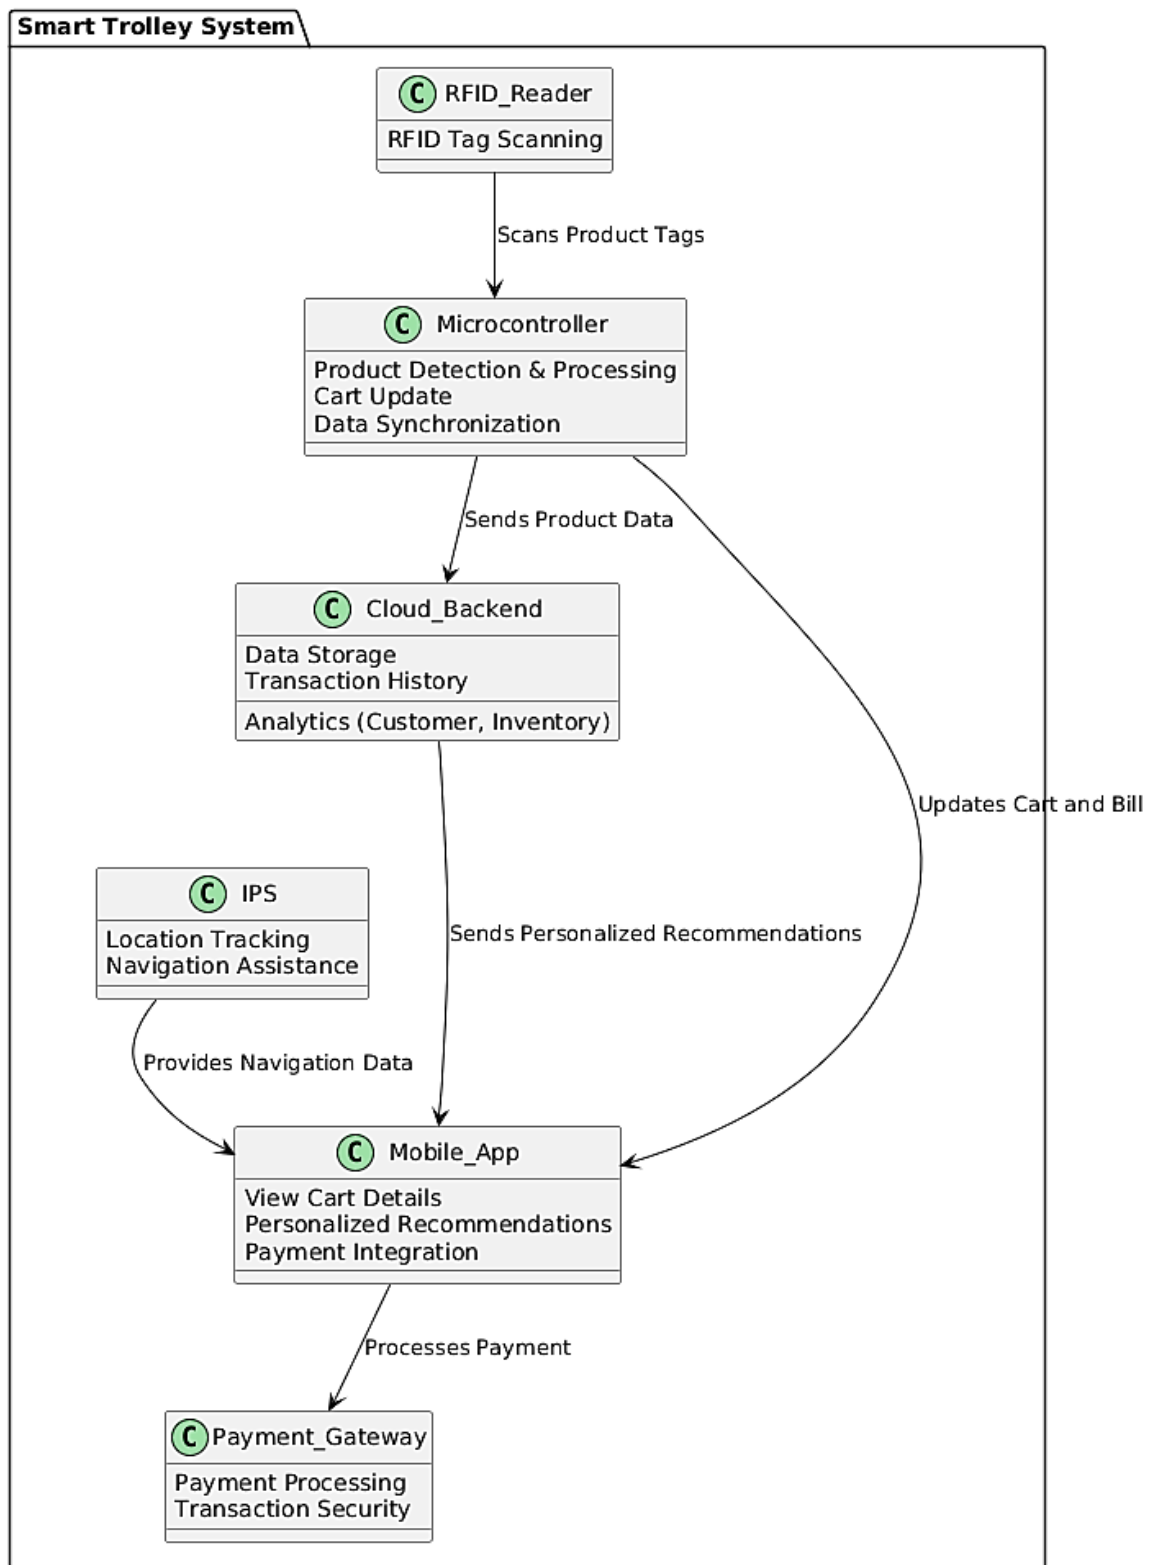 Smart Trolley System
C RFID_Reader
RFID Tag Scanning
Scans Product Tags
C Microcontroller
Product Detection & Processing
Cart Update
Data Synchronization
Sends Product Data
C Cloud_Backend
Data Storage
Transaction History
Analytics (Customer, Inventory)
Updates Cart and Bill
C IPS
Location Tracking
Navigation Assistance
Sends Personalized Recommendations
Provides Navigation Data
C Mobile_App
View Cart Details
Personalized Recommendations
Payment Integration
Processes Payment
C Payment_Gateway
Payment Processing
Transaction Security